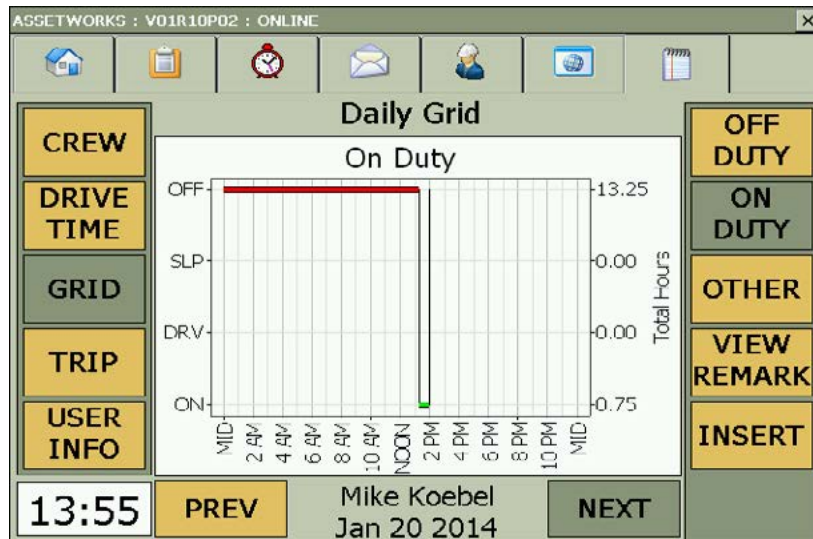 ASSETWORKS : V01R10P02 : ONLINE
Daily Grid
CREW
DRIVE
TIME
GRID
TRIP
USER
INFO
On Duty
OFF
SLP
DRV
ON
13.25
0.00
0.00
0.75
Total Hours
MID
2 AM
4 AM
6 AM
8 AM
10 AM
NOON
2 PM
4 PM
6 PM
8 PM
10 PM
MID
OFF
DUTY
ON
DUTY
OTHER
VIEW
REMARK
INSERT
13:55
PREV
Mike Koebel
Jan 20 2014
NEXT